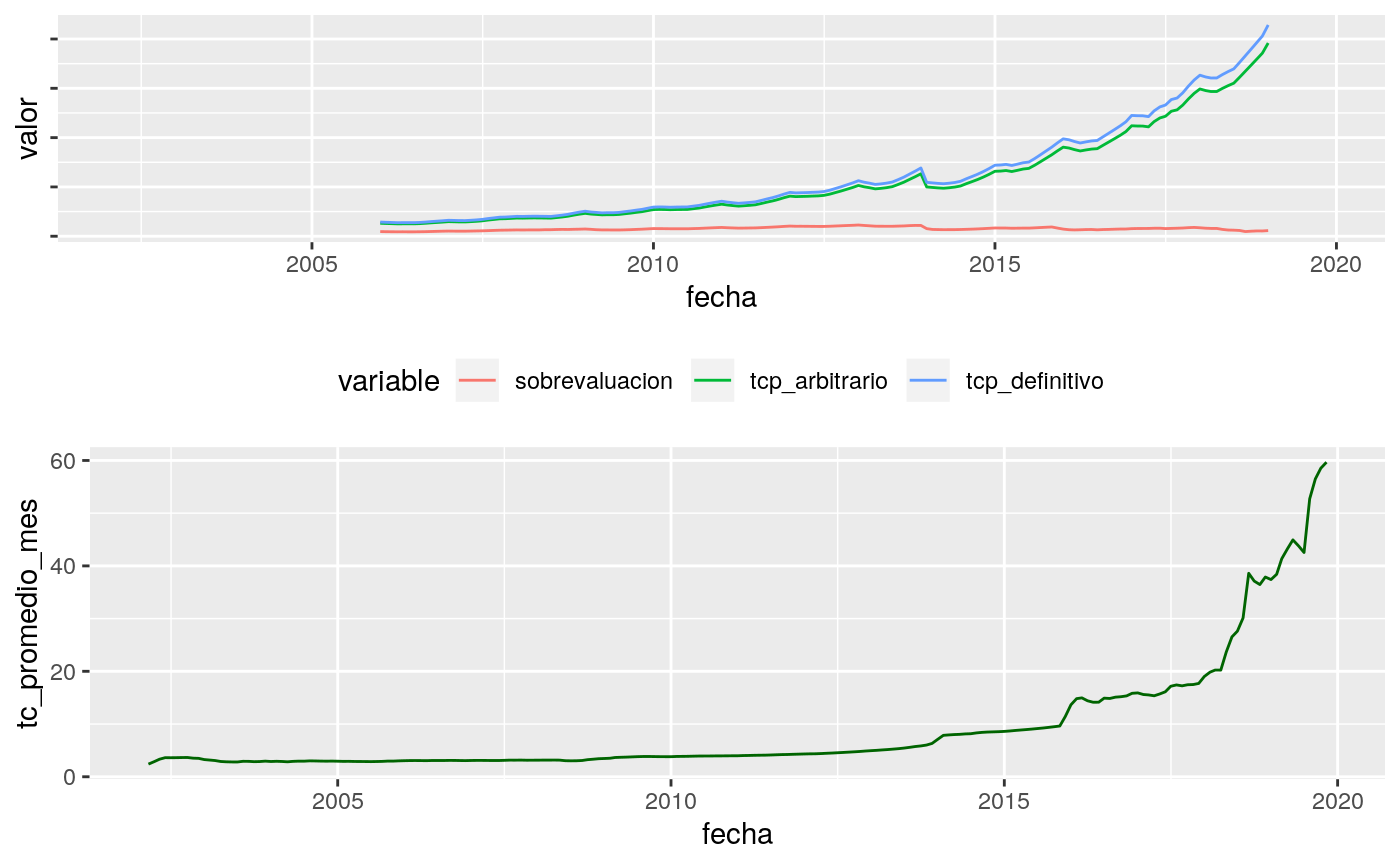 valor
2005 2010 2015 2020
fecha
variable sobrevaluacion tcp_arbitrario tcp_definitivo
tc_promedio_mes
60
40
20
0
2005 2010 2015 2020
fecha